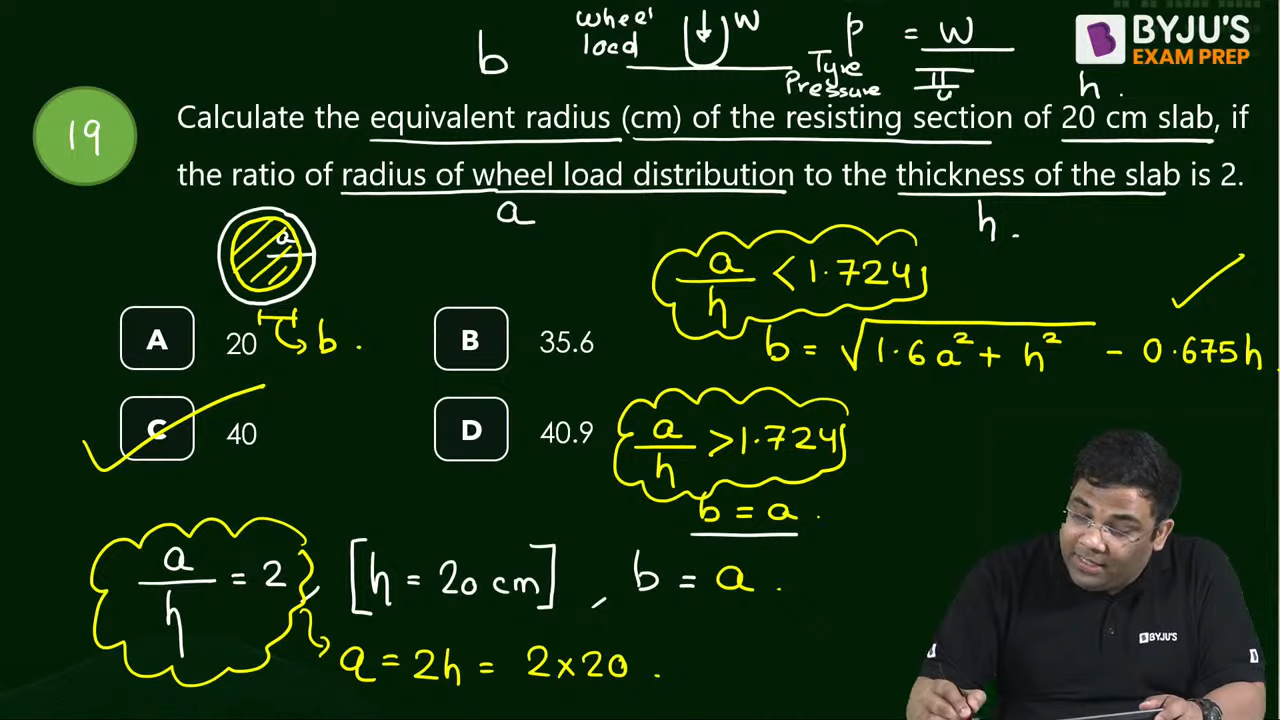 b
wheel load
W
p = W
Tyre Pressure
π
h.
BYJU'S
EXAM PREP
19
Calculate the equivalent radius (cm) of the resisting section of 20 cm slab, if
the ratio of radius of wheel load distribution to the thickness of the slab is 2.
a
h.
a
b.
A 20
B 35.6
C 40
D 40.9
a/h < 1.724
b = √1.6a² + h² - 0.675h
a/h > 1.724
b = a.
a/h = 2, [h = 20 cm], b = a.
a = 2h = 2×20.
BYJU'S